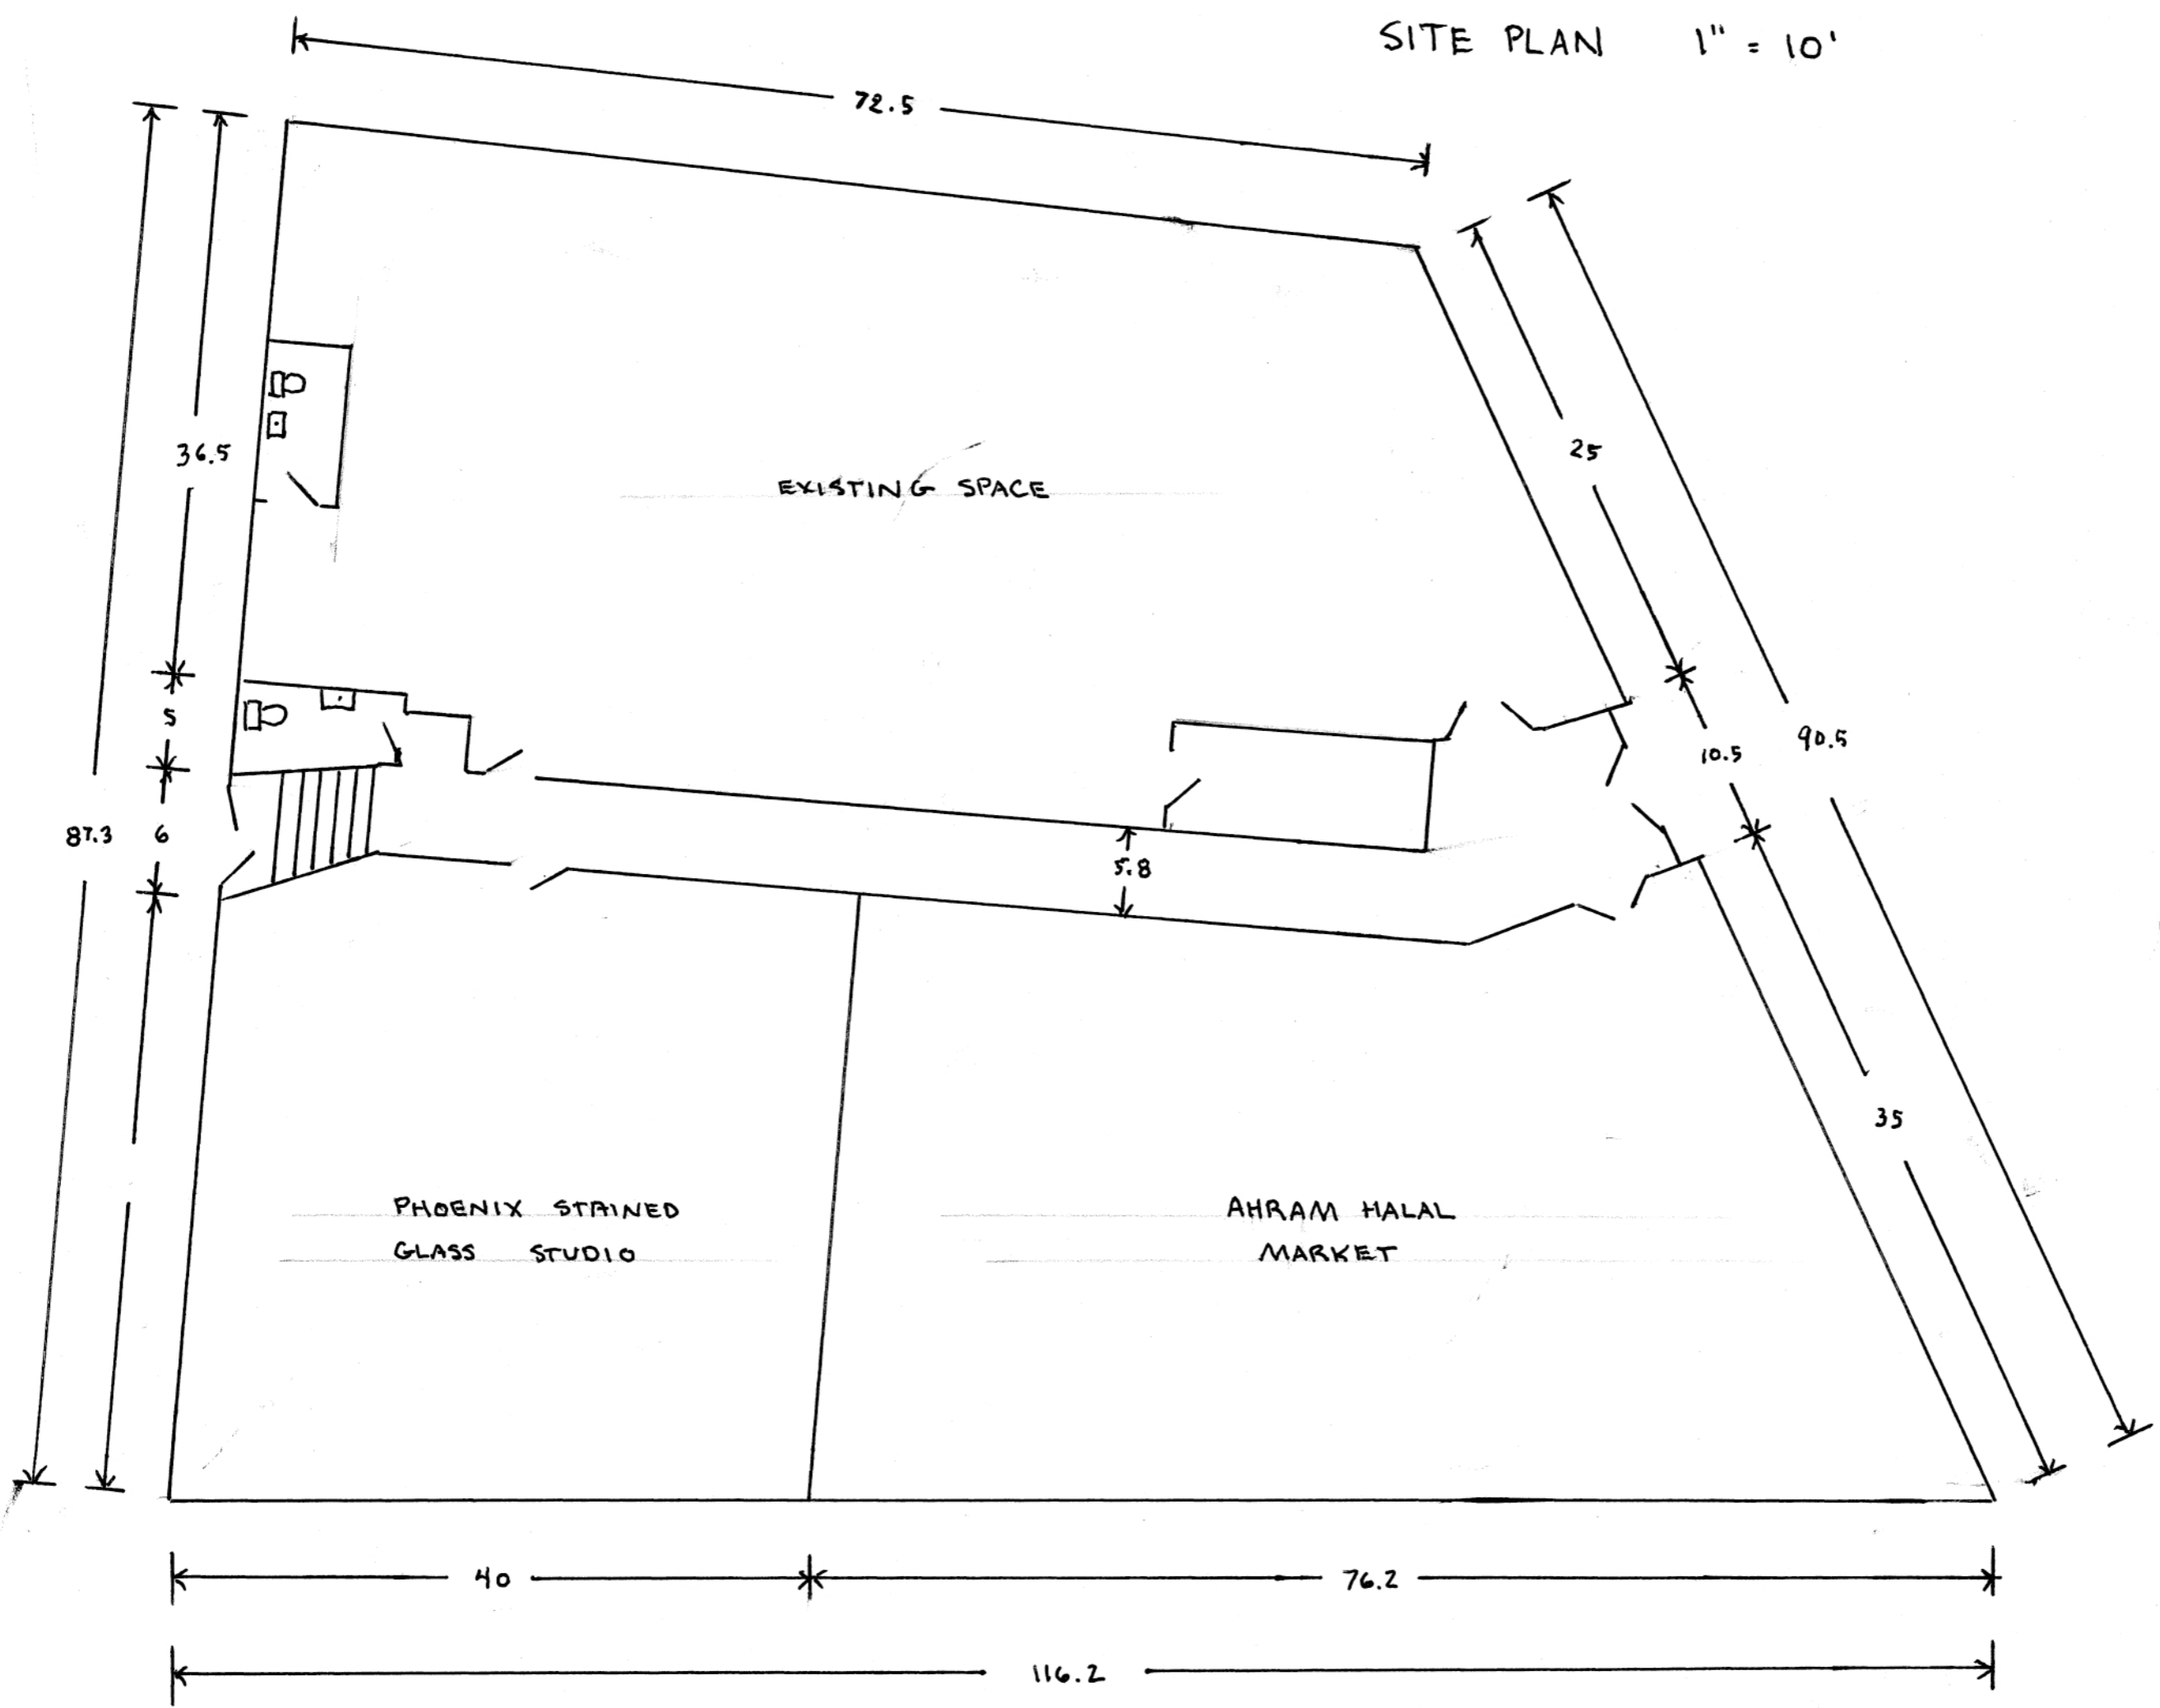 SITE PLAN 1" = 10'
72.5
36.5
25
EXISTING SPACE
5
10.5
90.5
87.3
6
5.8
35
PHOENIX STAINED
GLASS STUDIO
AHRAM HALAL
MARKET
40
76.2
116.2